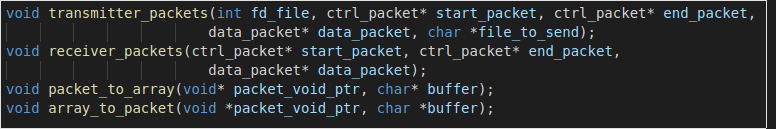 void transmitter_packets(int fd_file, ctrl_packet* start_packet, ctrl_packet* end_packet,
data_packet* data_packet, char *file_to_send);
void receiver_packets(ctrl_packet* start_packet, ctrl_packet* end_packet,
data_packet* data_packet);
void packet_to_array(void* packet_void_ptr, char* buffer);
void array_to_packet(void *packet_void_ptr, char *buffer);